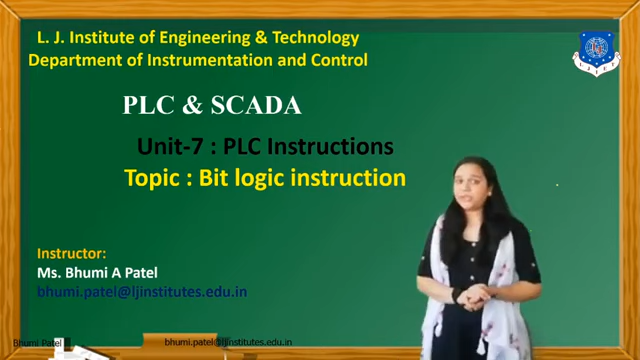 L. J. Institute of Engineering & Technology
Department of Instrumentation and Control
PLC & SCADA
Unit-7 : PLC Instructions
Topic : Bit logic instruction
Instructor:
Ms. Bhumi A Patel
bhumi.patel@ljinstitutes.edu.in
Bhumi Patel
bhumi.patel@ljinstitutes.edu.in